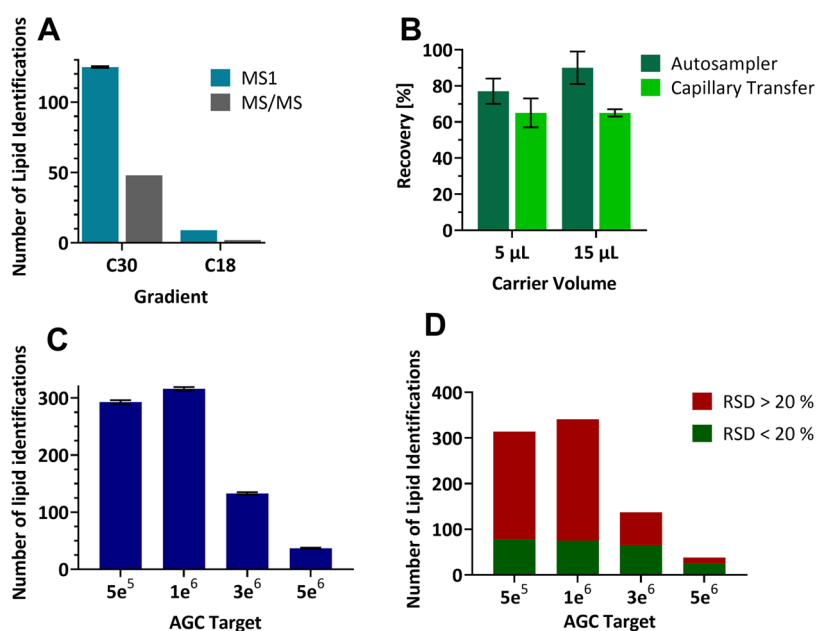 A
Number of Lipid Identifications
100
50
0
MS1
MS/MS
C30 C18
Gradient
B
Recovery [%]
100
80
60
40
20
0
Autosampler
Capillary Transfer
5 µL 15 µL
Carrier Volume
C
Number of lipid identifications
300
200
100
0
5e⁵ 1e⁶ 3e⁶ 5e⁶
AGC Target
D
Number of Lipid Identifications
400
300
200
100
0
RSD > 20 %
RSD < 20 %
5e⁵ 1e⁶ 3e⁶ 5e⁶
AGC Target